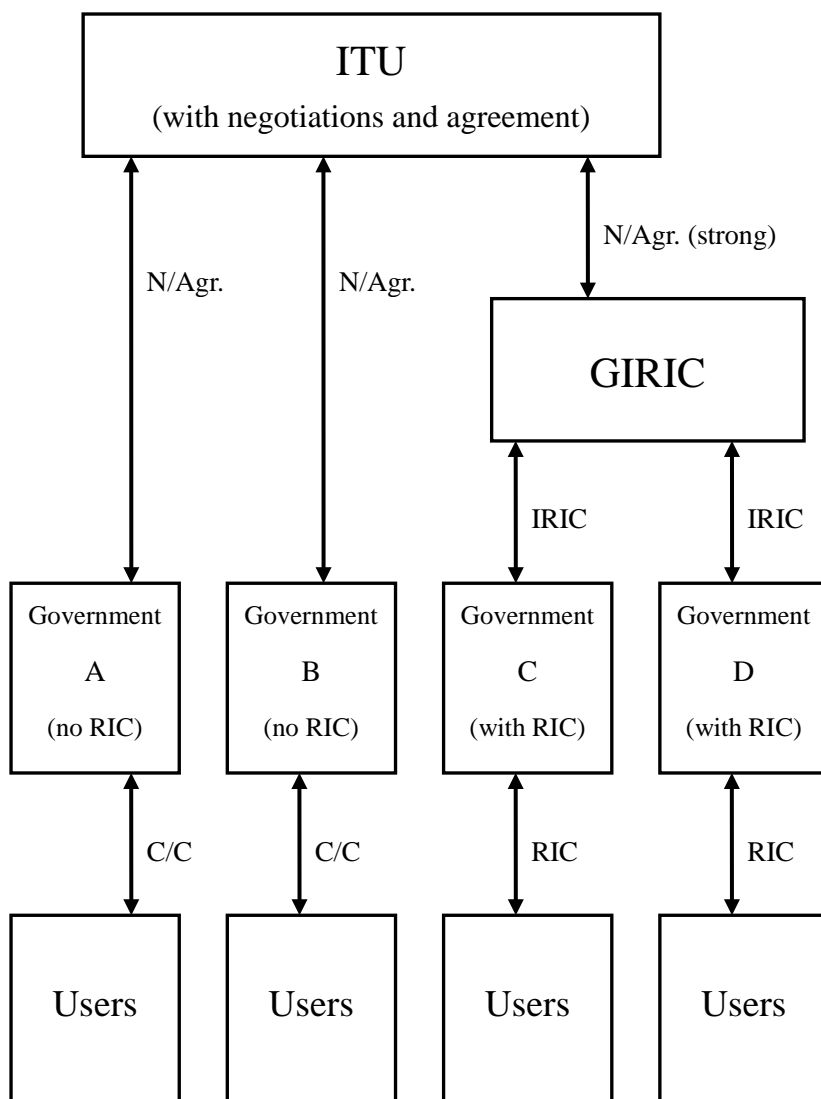 ITU
(with negotiations and agreement)
N/Agr. (strong)
N/Agr.
N/Agr.
GIRIC
IRIC
IRIC
Government
A
(no RIC)
Government
B
(no RIC)
Government
C
(with RIC)
Government
D
(with RIC)
C/C
C/C
RIC
RIC
Users
Users
Users
Users